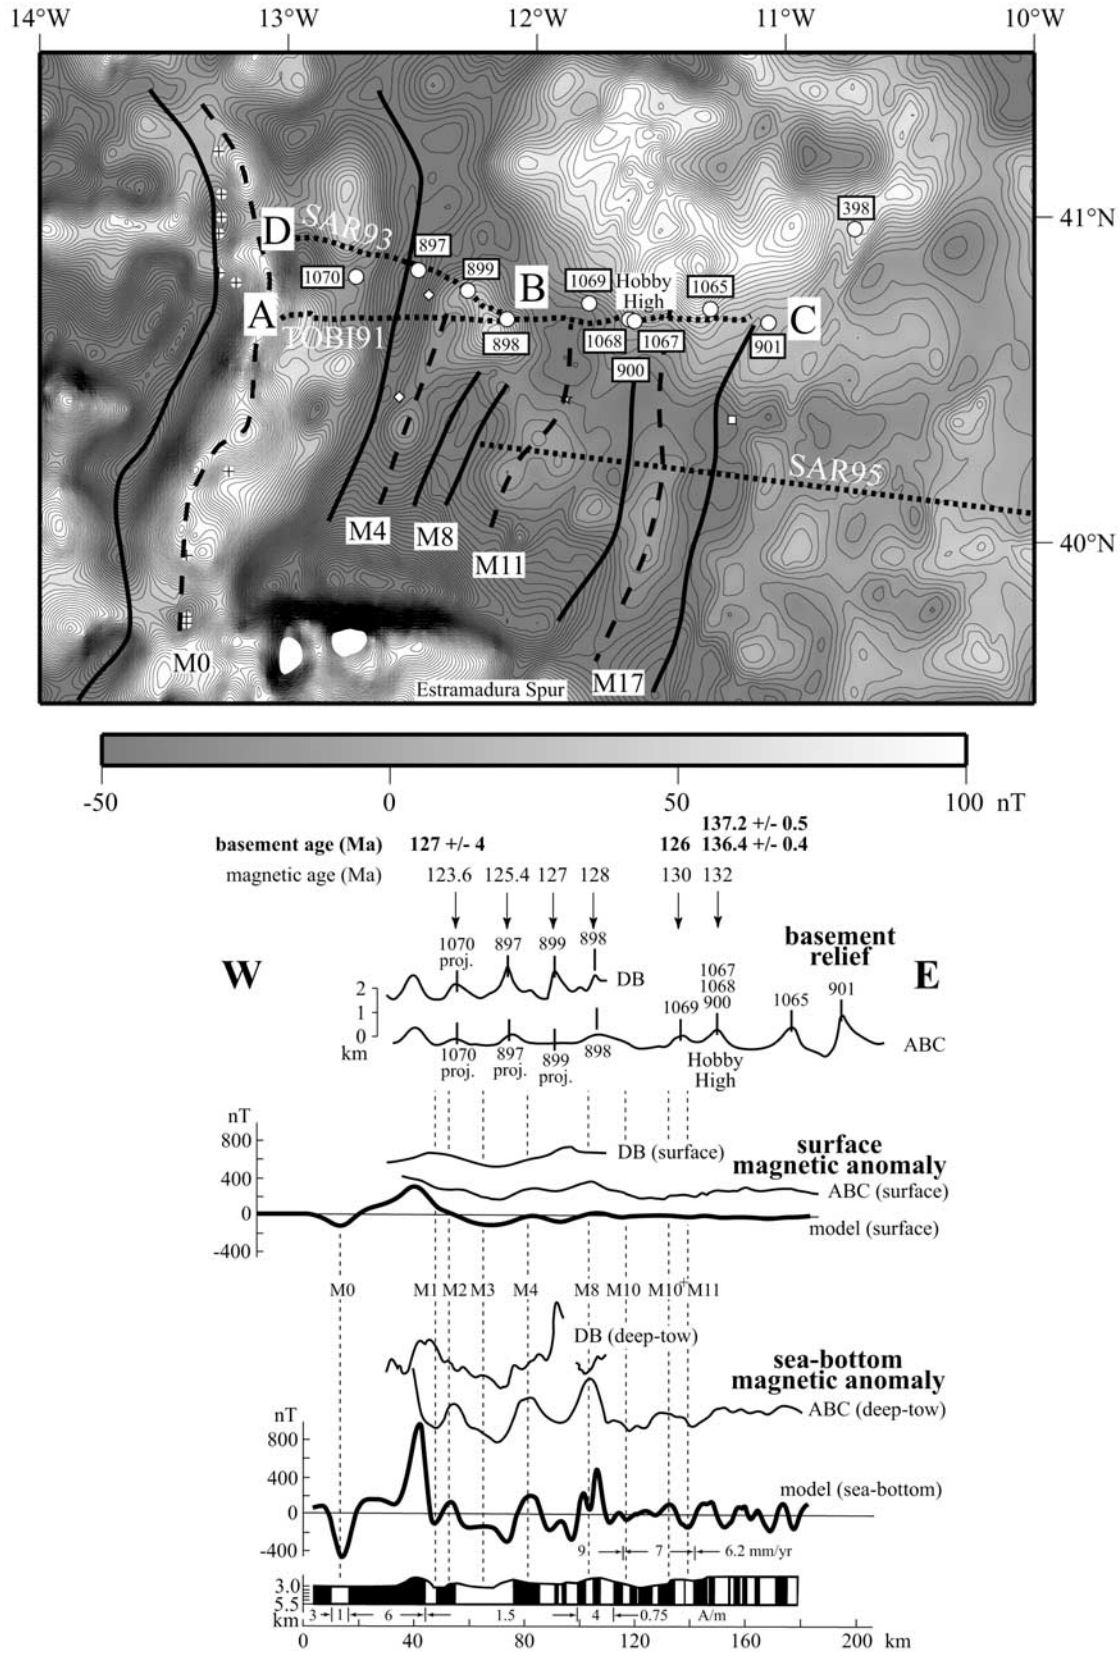 14°W 13°W 12°W 11°W 10°W
398
41°N
D SAR93
897
1070 899 B 1069 Hobby High 1065
A TOBI91 C
898 1068 1067 901
900
SAR95
M4 M8 40°N
M11
M0 M17
Estramadura Spur
-50 0 50 100 nT
137.2 +/- 0.5
basement age (Ma) 127 +/- 4 126 136.4 +/- 0.4
magnetic age (Ma) 123.6 125.4 127 128 130 132
1070 proj. 897 899 898
basement relief
W E
DB
1067
1068
1069 900 1065 901
2
1
0
km
1070 proj. 897 proj. 899 proj. 898
Hobby High
ABC
nT
800
400
0
-400
DB (surface)
surface magnetic anomaly
ABC (surface)
model (surface)
M0 M1 M2 M3 M4 M8 M10 M10+ M11
DB (deep-tow)
sea-bottom magnetic anomaly
ABC (deep-tow)
nT
800
400
0
-400
model (sea-bottom)
9 7 6.2 mm/yr
3.0
5.5
km
3 1 6 1.5 4 0.75 A/m
0 40 80 120 160 200 km